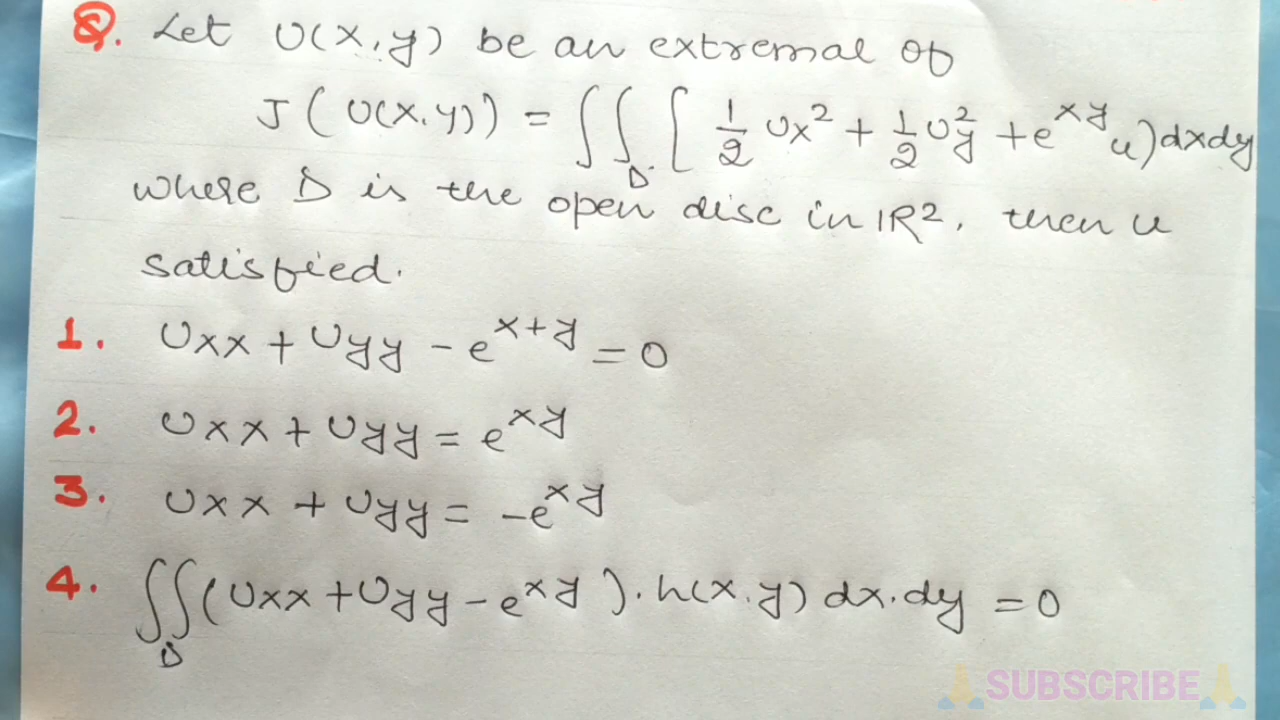 Q. Let U(x,y) be an extremal of
J(U(x,y)) = ∬_D [ 1/2 Ux² + 1/2 Uy² + e^{xy} u) dxdy
where D is the open disc in IR², then u
satisfied.
1. Uxx + Uyy - e^{x+y} = 0
2. Uxx + Uyy = e^{xy}
3. Uxx + Uyy = -e^{xy}
4. ∬_D (Uxx + Uyy - e^{xy}). h(x,y) dx.dy = 0
SUBSCRIBE